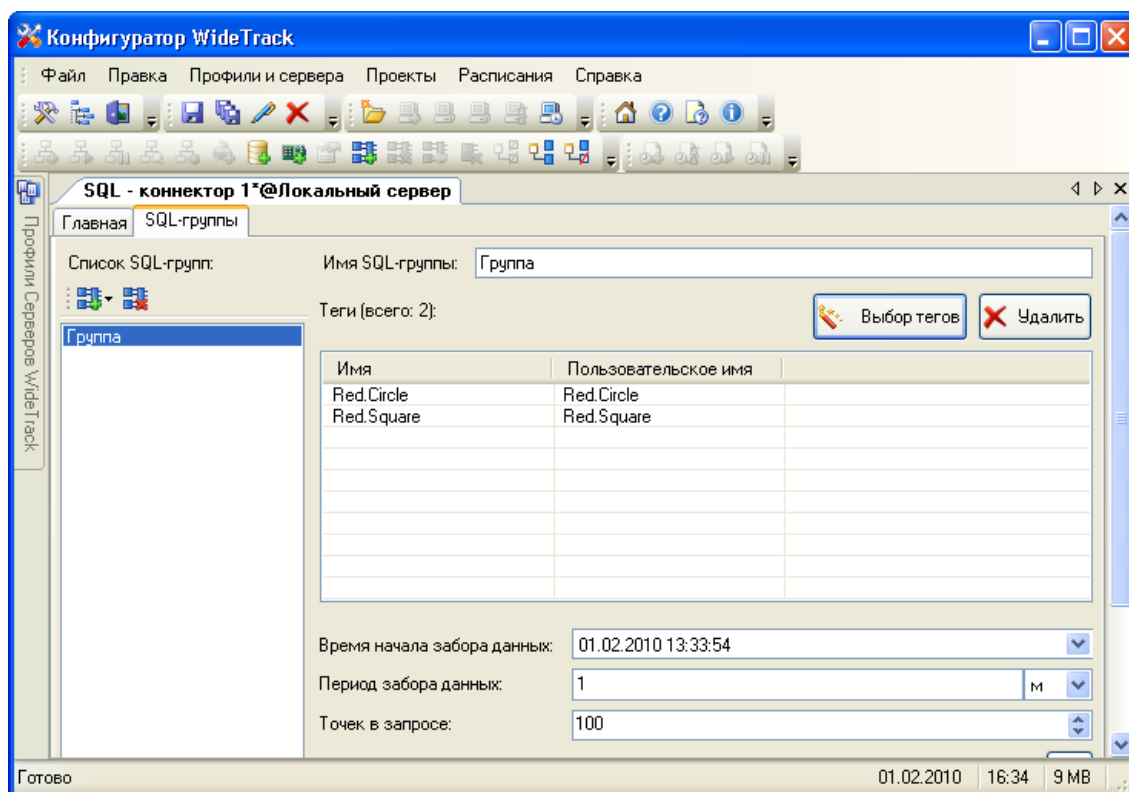 Конфигуратор WideTrack
Файл Правка Профили и сервера Проекты Расписания Справка
SQL - коннектор 1*@Локальный сервер
Профили Серверов WideTrack
Главная SQL-группы
Список SQL-групп:
Имя SQL-группы: Группа
Теги (всего: 2):
Выбор тегов Удалить
Группа
Имя Пользовательское имя
Red.Circle Red.Circle
Red.Square Red.Square
Время начала забора данных: 01.02.2010 13:33:54
Период забора данных: 1 м
Точек в запросе: 100
Готово 01.02.2010 16:34 9 MB